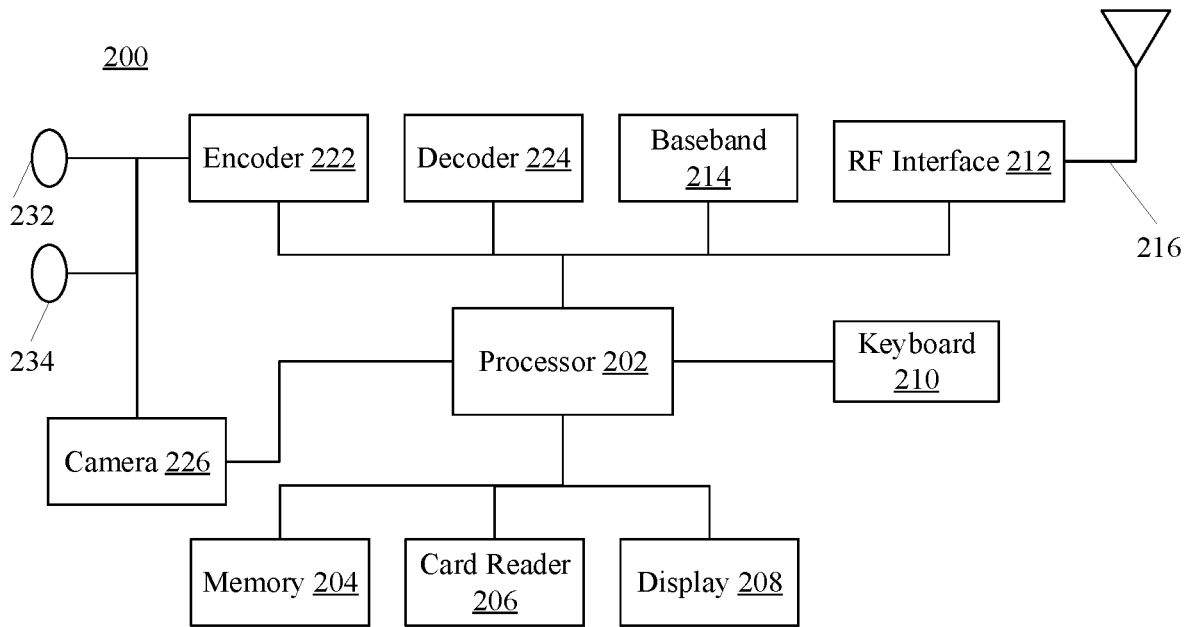 200
Encoder 222
Decoder 224
Baseband
214
RF Interface 212
232
216
234
Processor 202
Keyboard
210
Camera 226
Memory 204
Card Reader
206
Display 208